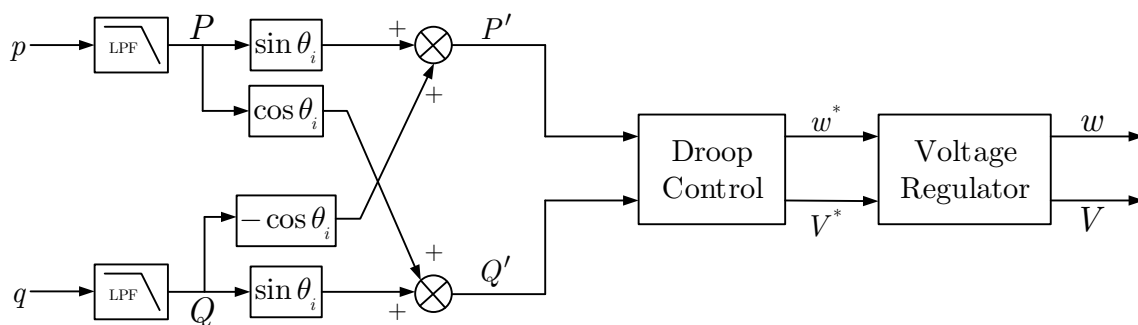 p
LPF
P
sin θ_i
+
P′
cos θ_i
+
Droop
Control
w*
V*
Voltage
Regulator
w
V
− cos θ_i
+
q
LPF
Q
sin θ_i
+
Q′